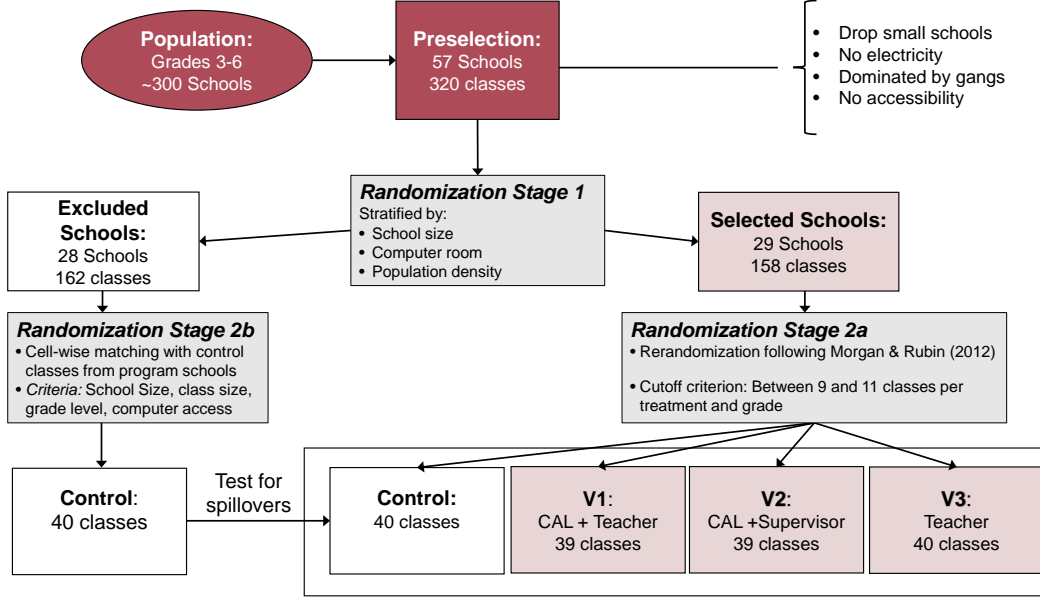 Population:
Grades 3-6
~300 Schools
Preselection:
57 Schools
320 classes
• Drop small schools
• No electricity
• Dominated by gangs
• No accessibility
Randomization Stage 1
Stratified by:
• School size
• Computer room
• Population density
Excluded
Schools:
28 Schools
162 classes
Selected Schools:
29 Schools
158 classes
Randomization Stage 2b
• Cell-wise matching with control
classes from program schools
• Criteria: School Size, class size,
grade level, computer access
Randomization Stage 2a
• Rerandomization following Morgan & Rubin (2012)
• Cutoff criterion: Between 9 and 11 classes per
treatment and grade
Control:
40 classes
Test for
spillovers
Control:
40 classes
V1:
CAL + Teacher
39 classes
V2:
CAL +Supervisor
39 classes
V3:
Teacher
40 classes